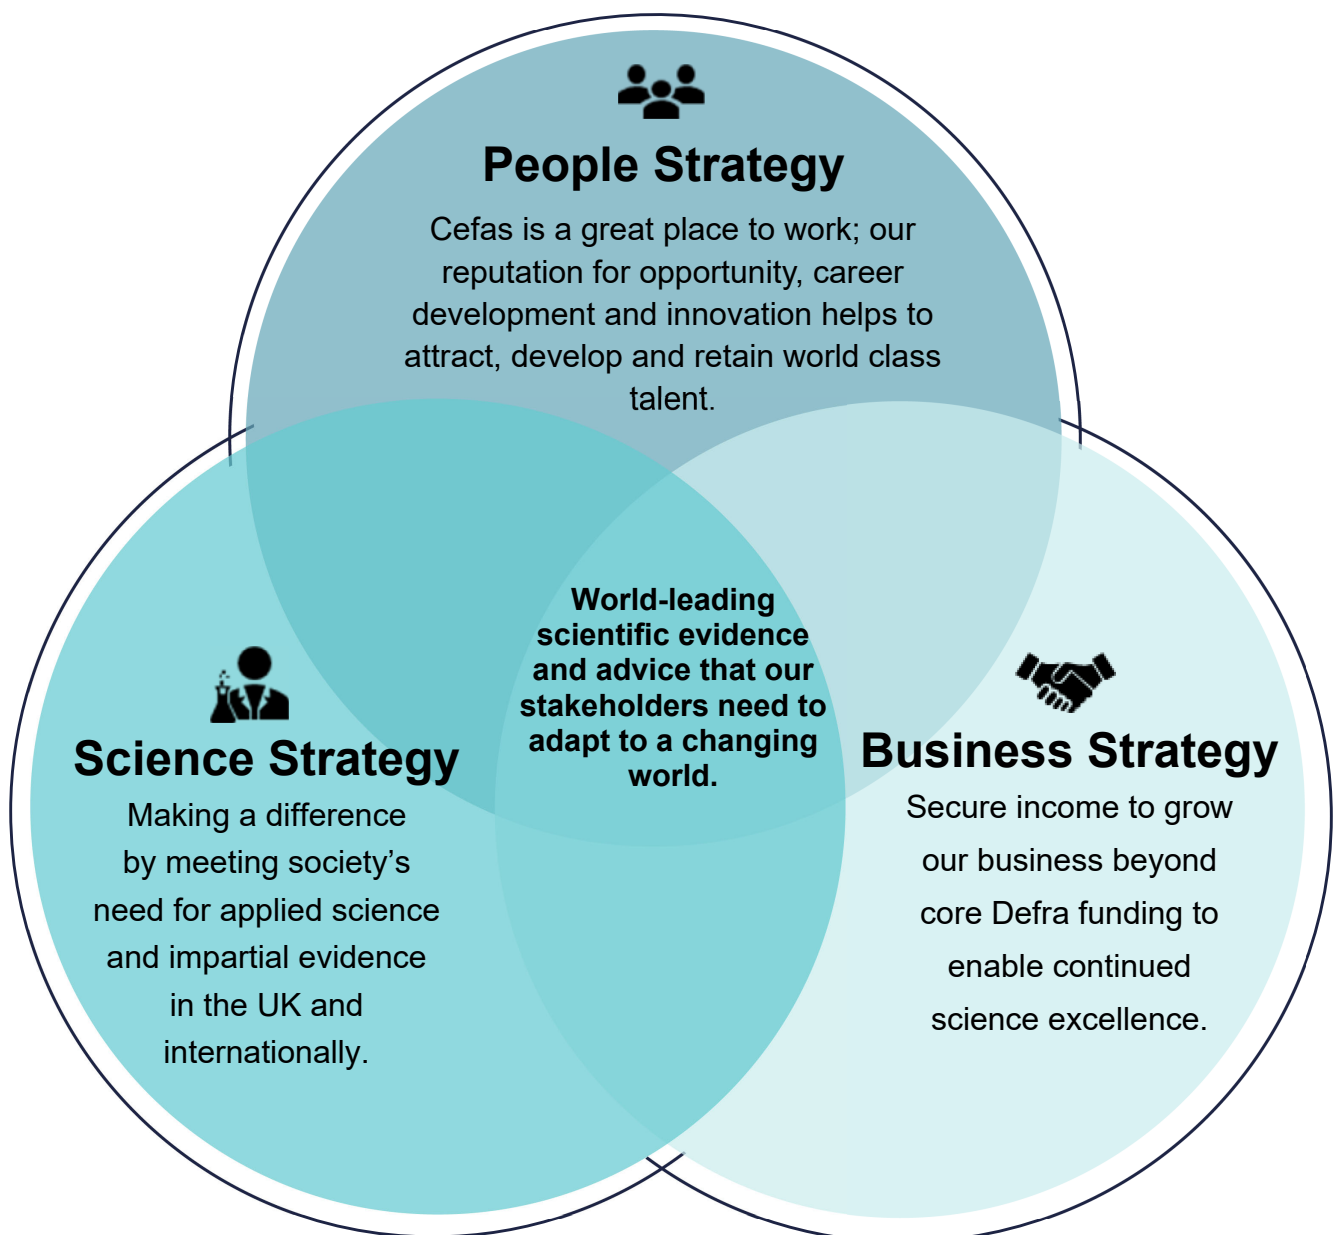 People Strategy
Cefas is a great place to work; our
reputation for opportunity, career
development and innovation helps to
attract, develop and retain world class
talent.
World-leading
scientific evidence
and advice that our
stakeholders need to
adapt to a changing
world.
Science Strategy
Making a difference
by meeting society’s
need for applied science
and impartial evidence
in the UK and
internationally.
Business Strategy
Secure income to grow
our business beyond
core Defra funding to
enable continued
science excellence.